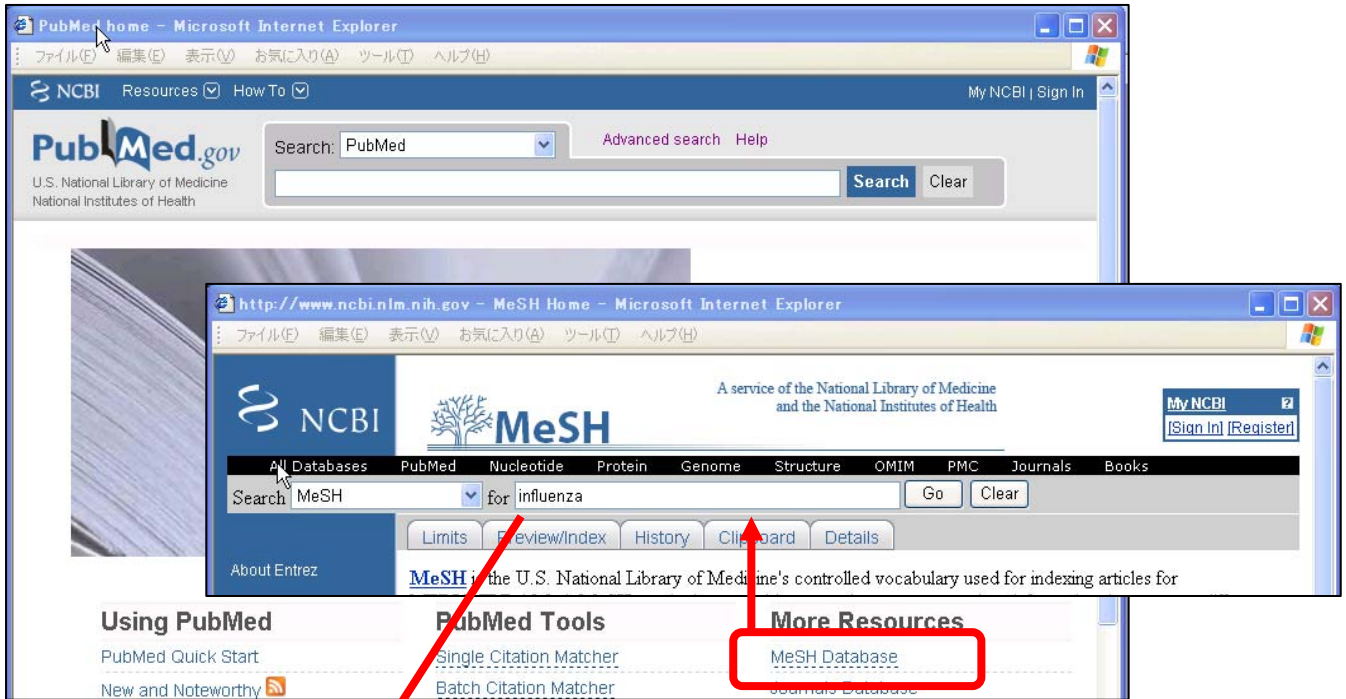 PubMed home - Microsoft Internet Explorer
ファイル(F) 編集(E) 表示(V) お気に入り(A) ツール(T) ヘルプ(H)
NCBI Resources How To My NCBI | Sign In
PubMed.gov
U.S. National Library of Medicine
National Institutes of Health
Search: PubMed Advanced search Help
Search Clear
http://www.ncbi.nlm.nih.gov - MeSH Home - Microsoft Internet Explorer
ファイル(F) 編集(E) 表示(V) お気に入り(A) ツール(T) ヘルプ(H)
NCBI MeSH
A service of the National Library of Medicine
and the National Institutes of Health
My NCBI
[Sign In] [Register]
All Databases PubMed Nucleotide Protein Genome Structure OMIM PMC Journals Books
Search MeSH for influenza Go Clear
Limits Preview/Index History Clipboard Details
About Entrez
MeSH is the U.S. National Library of Medicine's controlled vocabulary used for indexing articles for
Using PubMed PubMed Tools More Resources
PubMed Quick Start Single Citation Matcher MeSH Database
New and Noteworthy Batch Citation Matcher Journals Database